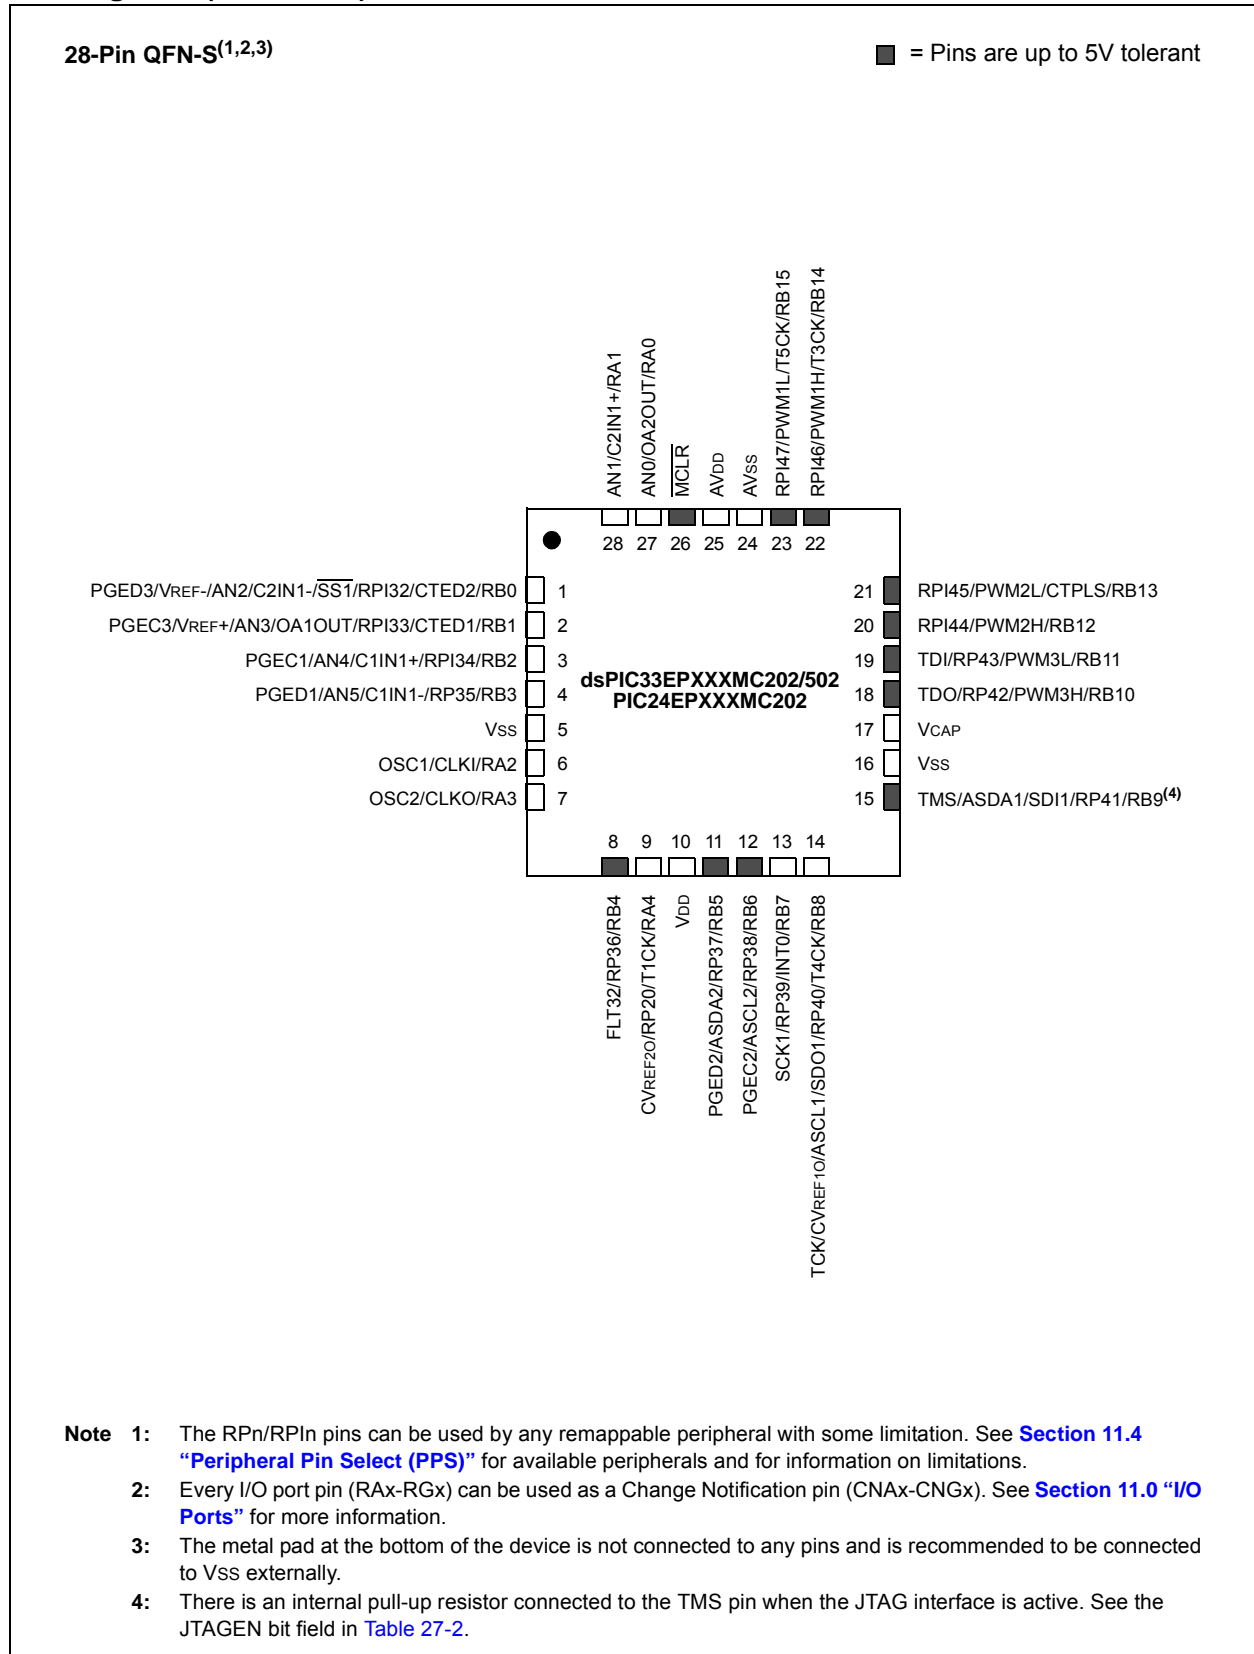 28-Pin QFN-S(1,2,3)
= Pins are up to 5V tolerant
AN1/C2IN1+/RA1
AN0/OA2OUT/RA0
MCLR
AVDD
AVSS
RPI47/PWM1L/T5CK/RB15
RPI46/PWM1H/T3CK/RB14
28 27 26 25 24 23 22
PGED3/VREF-/AN2/C2IN1-/SS1/RPI32/CTED2/RB0 1
PGEC3/VREF+/AN3/OA1OUT/RPI33/CTED1/RB1 2
PGEC1/AN4/C1IN1+/RPI34/RB2 3
PGED1/AN5/C1IN1-/RP35/RB3 4
VSS 5
OSC1/CLKI/RA2 6
OSC2/CLKO/RA3 7
dsPIC33EPXXXMC202/502
PIC24EPXXXMC202
21 RPI45/PWM2L/CTPLS/RB13
20 RPI44/PWM2H/RB12
19 TDI/RP43/PWM3L/RB11
18 TDO/RP42/PWM3H/RB10
17 VCAP
16 VSS
15 TMS/ASDA1/SDI1/RP41/RB9(4)
8 9 10 11 12 13 14
FLT32/RP36/RB4
CVREF2O/RP20/T1CK/RA4
VDD
PGED2/ASDA2/RP37/RB5
PGEC2/ASCL2/RP38/RB6
SCK1/RP39/INT0/RB7
TCK/CVREF1O/ASCL1/SDO1/RP40/T4CK/RB8
Note 1: The RPn/RPIn pins can be used by any remappable peripheral with some limitation. See Section 11.4
“Peripheral Pin Select (PPS)” for available peripherals and for information on limitations.
2: Every I/O port pin (RAx-RGx) can be used as a Change Notification pin (CNAx-CNGx). See Section 11.0 “I/O
Ports” for more information.
3: The metal pad at the bottom of the device is not connected to any pins and is recommended to be connected
to VSS externally.
4: There is an internal pull-up resistor connected to the TMS pin when the JTAG interface is active. See the
JTAGEN bit field in Table 27-2.